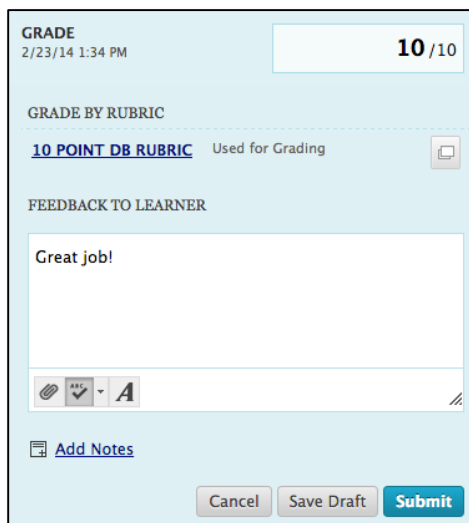 GRADE
2/23/14 1:34 PM
10 /10
GRADE BY RUBRIC
10 POINT DB RUBRIC Used for Grading
FEEDBACK TO LEARNER
Great job!
ABC
A
Add Notes
Cancel Save Draft Submit